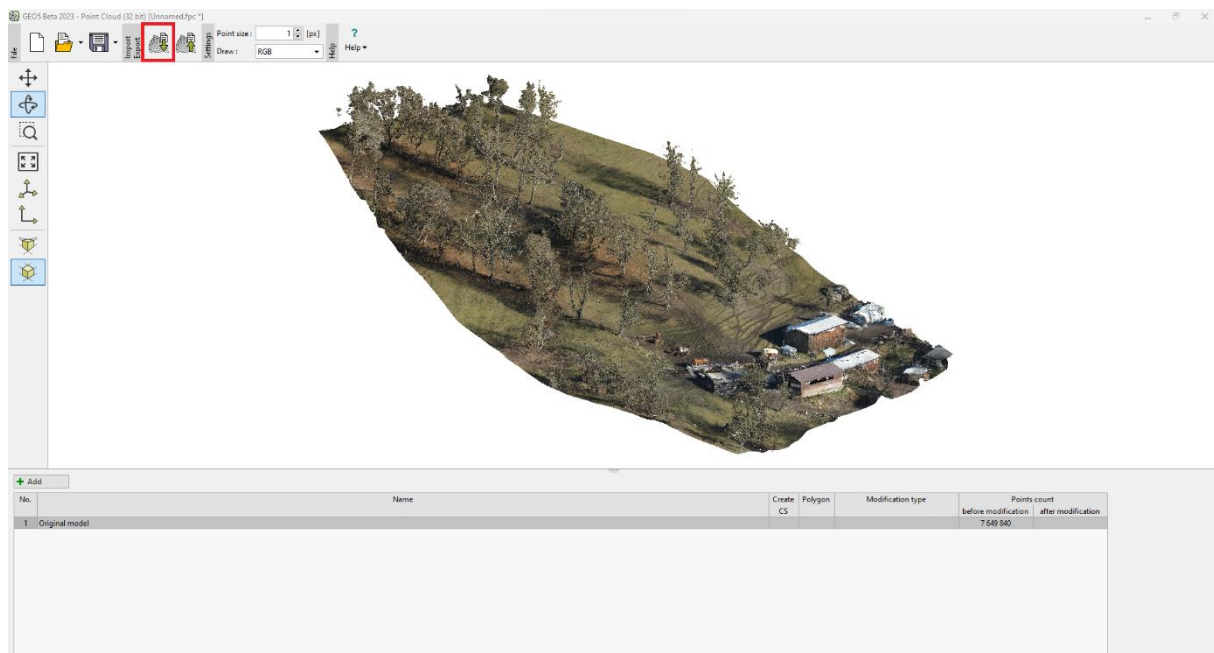 GEO5 Beta 2023 - Point Cloud (32 bit) [Unnamed.fpc *]
File
Import
Export
Settings
Point size : 1 [px]
Draw : RGB
Help
?
Help
+ Add
No. Name Create Polygon Modification type Points count
CS before modification after modification
1 Original model 7 649 840